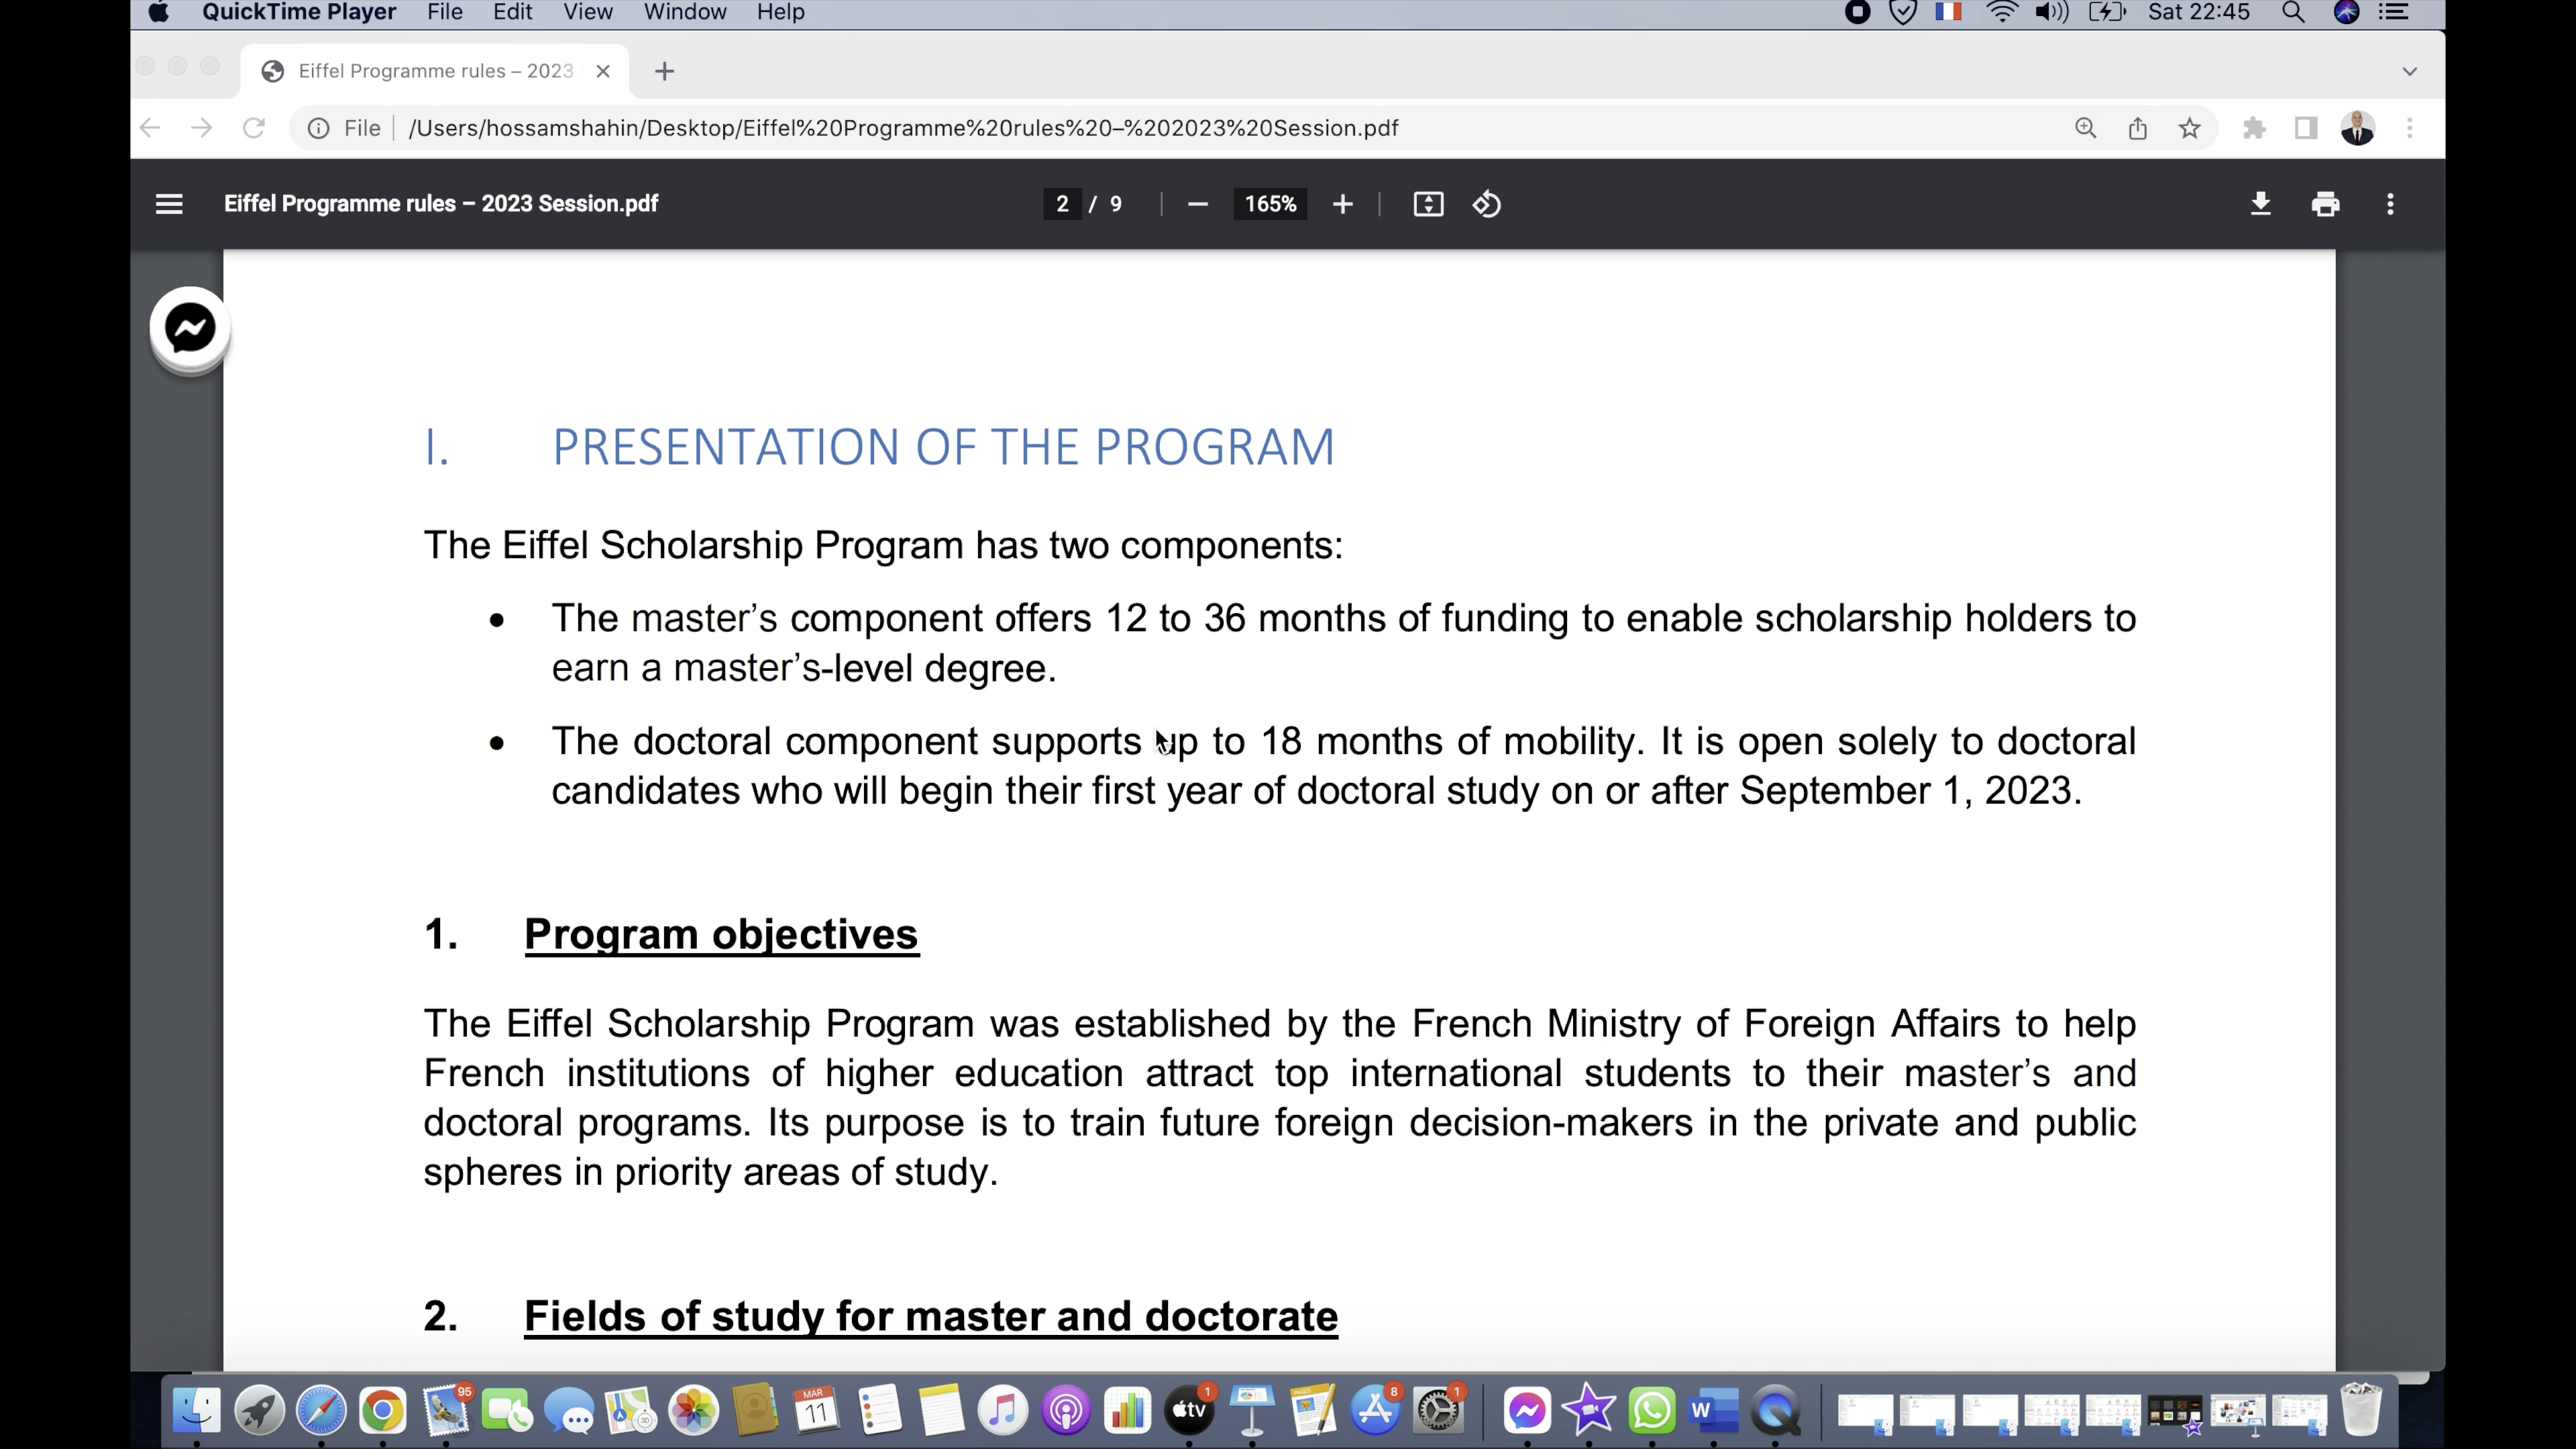 QuickTime Player File Edit View Window Help Sat 22:45
Eiffel Programme rules – 2023
File /Users/hossamshahin/Desktop/Eiffel%20Programme%20rules%20–%202023%20Session.pdf
Eiffel Programme rules – 2023 Session.pdf 2 / 9 165%
I. PRESENTATION OF THE PROGRAM
The Eiffel Scholarship Program has two components:
• The master’s component offers 12 to 36 months of funding to enable scholarship holders to
earn a master’s-level degree.
• The doctoral component supports up to 18 months of mobility. It is open solely to doctoral
candidates who will begin their first year of doctoral study on or after September 1, 2023.
1. Program objectives
The Eiffel Scholarship Program was established by the French Ministry of Foreign Affairs to help
French institutions of higher education attract top international students to their master’s and
doctoral programs. Its purpose is to train future foreign decision-makers in the private and public
spheres in priority areas of study.
2. Fields of study for master and doctorate
95 MAR 11 tv 1 PAGES 8 1 W